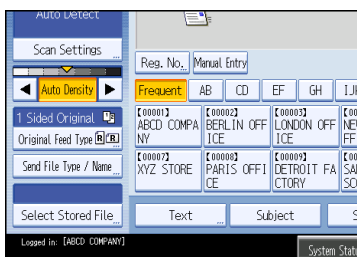 Auto Detect
Scan Settings
Reg. No. Manual Entry
Auto Density
Frequent AB CD EF GH
1 Sided Original
[00001] [00002] [00003]
ABCD COMPA BERLIN OFF LONDON OFF
NY ICE ICE
Original Feed Type
[00007] [00008] [00009]
XYZ STORE PARIS OFFI DETROIT FA
CE CTORY
Send File Type / Name
Select Stored File Text Subject
Logged in: [ABCD COMPANY]
System